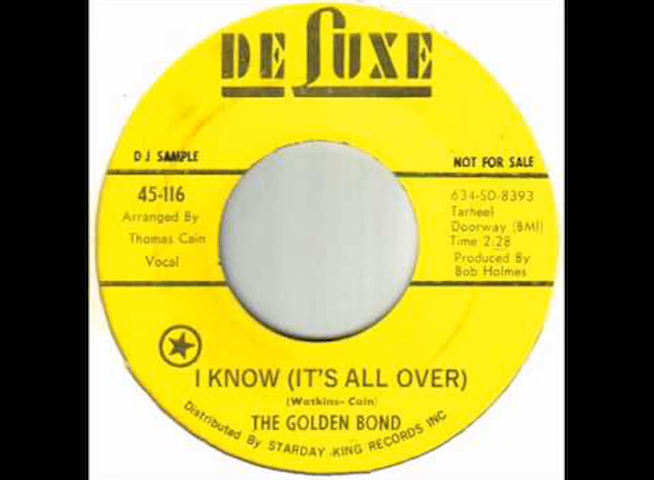 DE LUXE
D J SAMPLE
NOT FOR SALE
45-116
Arranged By
Thomas Cain
Vocal
634-SD-8393
Tarheel
Doorway (BMI)
Time 2:28
Produced By
Bob Holmes
I KNOW (IT'S ALL OVER)
(Watkins- Cain)
THE GOLDEN BOND
Distributed By STARDAY-KING RECORDS INC